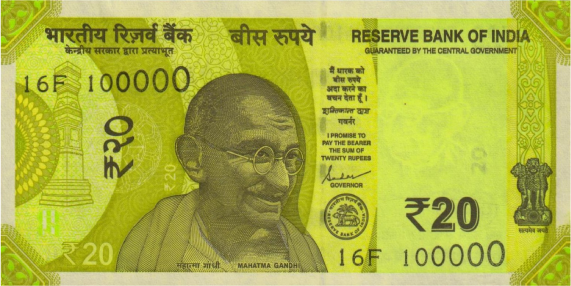 भारतीय रिज़र्व बैंक
केन्द्रीय सरकार द्वारा प्रत्याभूत
बीस रुपये
RESERVE BANK OF INDIA
GUARANTEED BY THE CENTRAL GOVERNMENT
16F 100000
मैं धारक को
बीस रुपये
अदा करने का
वचन देता हूँ।
गवर्नर
I PROMISE TO
PAY THE BEARER
THE SUM OF
TWENTY RUPEES
GOVERNOR
₹२०
20
20
₹20
₹20
महात्मा गांधी MAHATMA GANDHI
16F 100000
सत्यमेव जयते